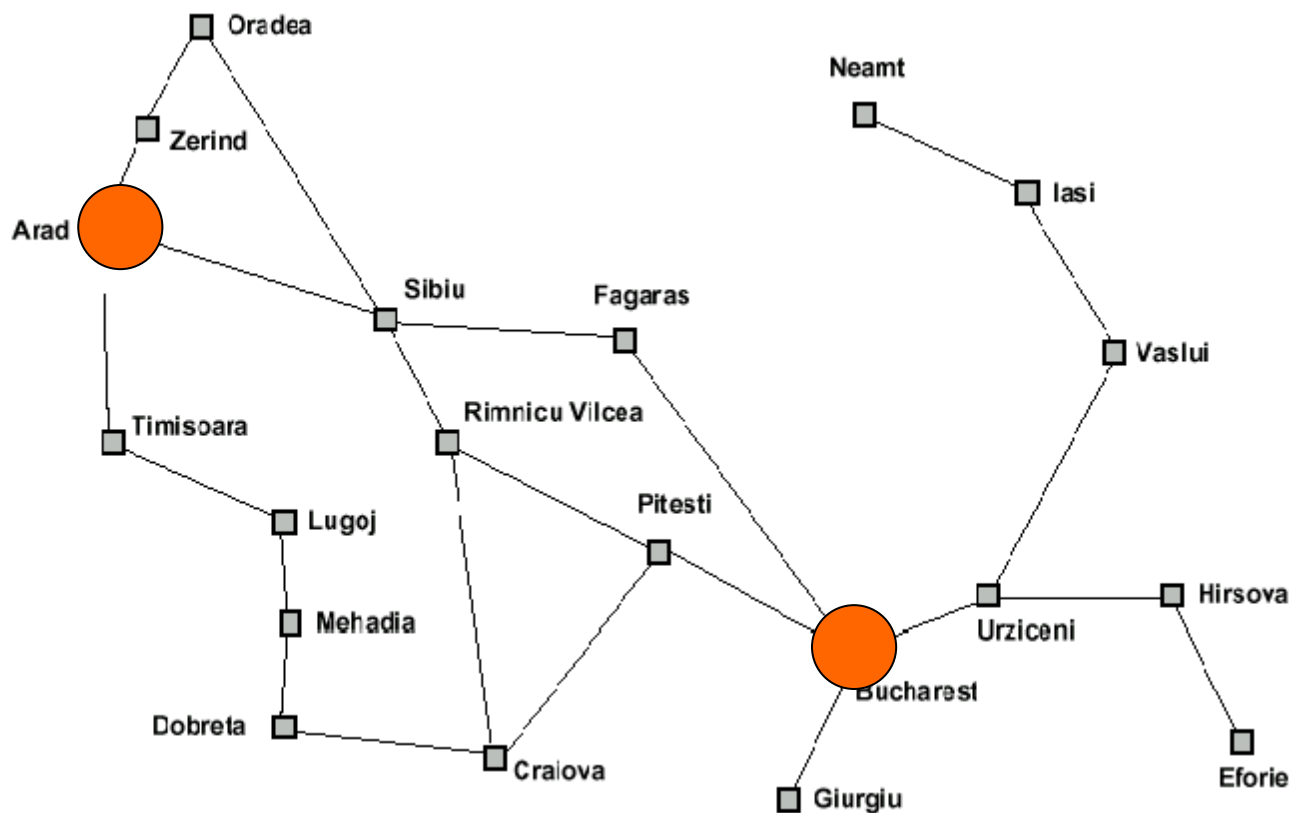 Oradea
Neamt
Zerind
Iasi
Arad
Sibiu
Fagaras
Vaslui
Rimnicu Vilcea
Timisoara
Pitesti
Lugoj
Hirsova
Mehadia
Urziceni
Bucharest
Dobreta
Craiova
Eforie
Giurgiu